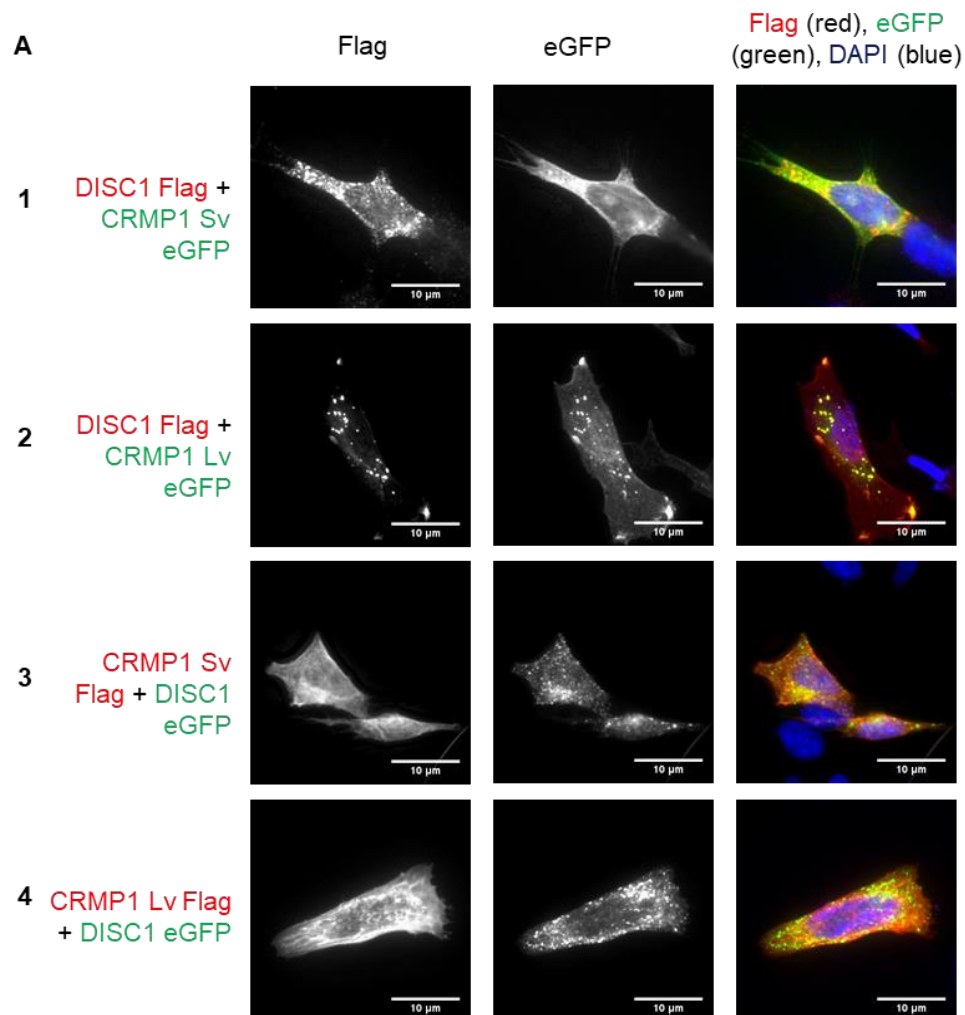 A
Flag
eGFP
Flag (red), eGFP
(green), DAPI (blue)
1
DISC1 Flag +
CRMP1 Sv
eGFP
10 µm
10 µm
10 µm
2
DISC1 Flag +
CRMP1 Lv
eGFP
10 µm
10 µm
10 µm
3
CRMP1 Sv
Flag + DISC1
eGFP
10 µm
10 µm
10 µm
4
CRMP1 Lv Flag
+ DISC1 eGFP
10 µm
10 µm
10 µm